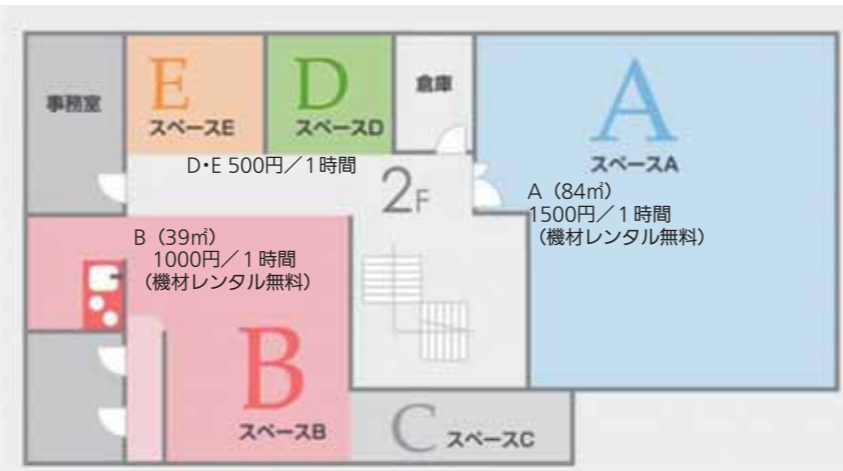 事務室
E
スペースE
D
スペースD
倉庫
A
スペースA
D・E 500円／1時間
2F
A（84㎡）
1500円／1時間
（機材レンタル無料）
B（39㎡）
1000円／1時間
（機材レンタル無料）
B
スペースB
C
スペースC